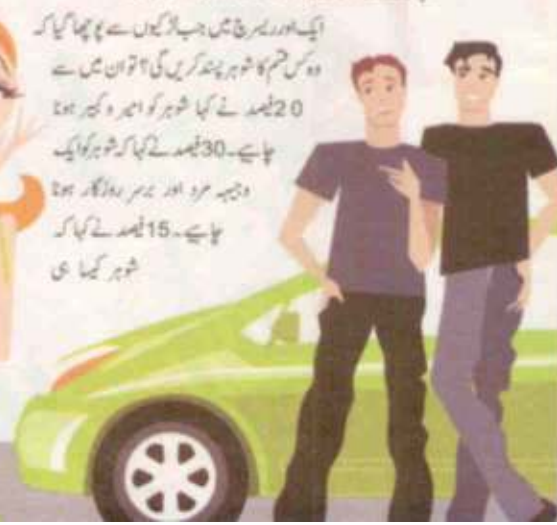 ایک اور ریسرچ میں جب لڑکیوں سے پوچھا گیا کہ
وہ کس قسم کا شوہر پسند کریں گی؟ تو ان میں سے
20 فیصد نے کہا شوہر کو امیر و کبیر ہونا
چاہیے۔ 30 فیصد نے کہا کہ شوہر کو ایک
وجیہہ مرد اور برسر روزگار ہونا
چاہیے۔ 15 فیصد نے کہا کہ
شوہر کیسا ہی